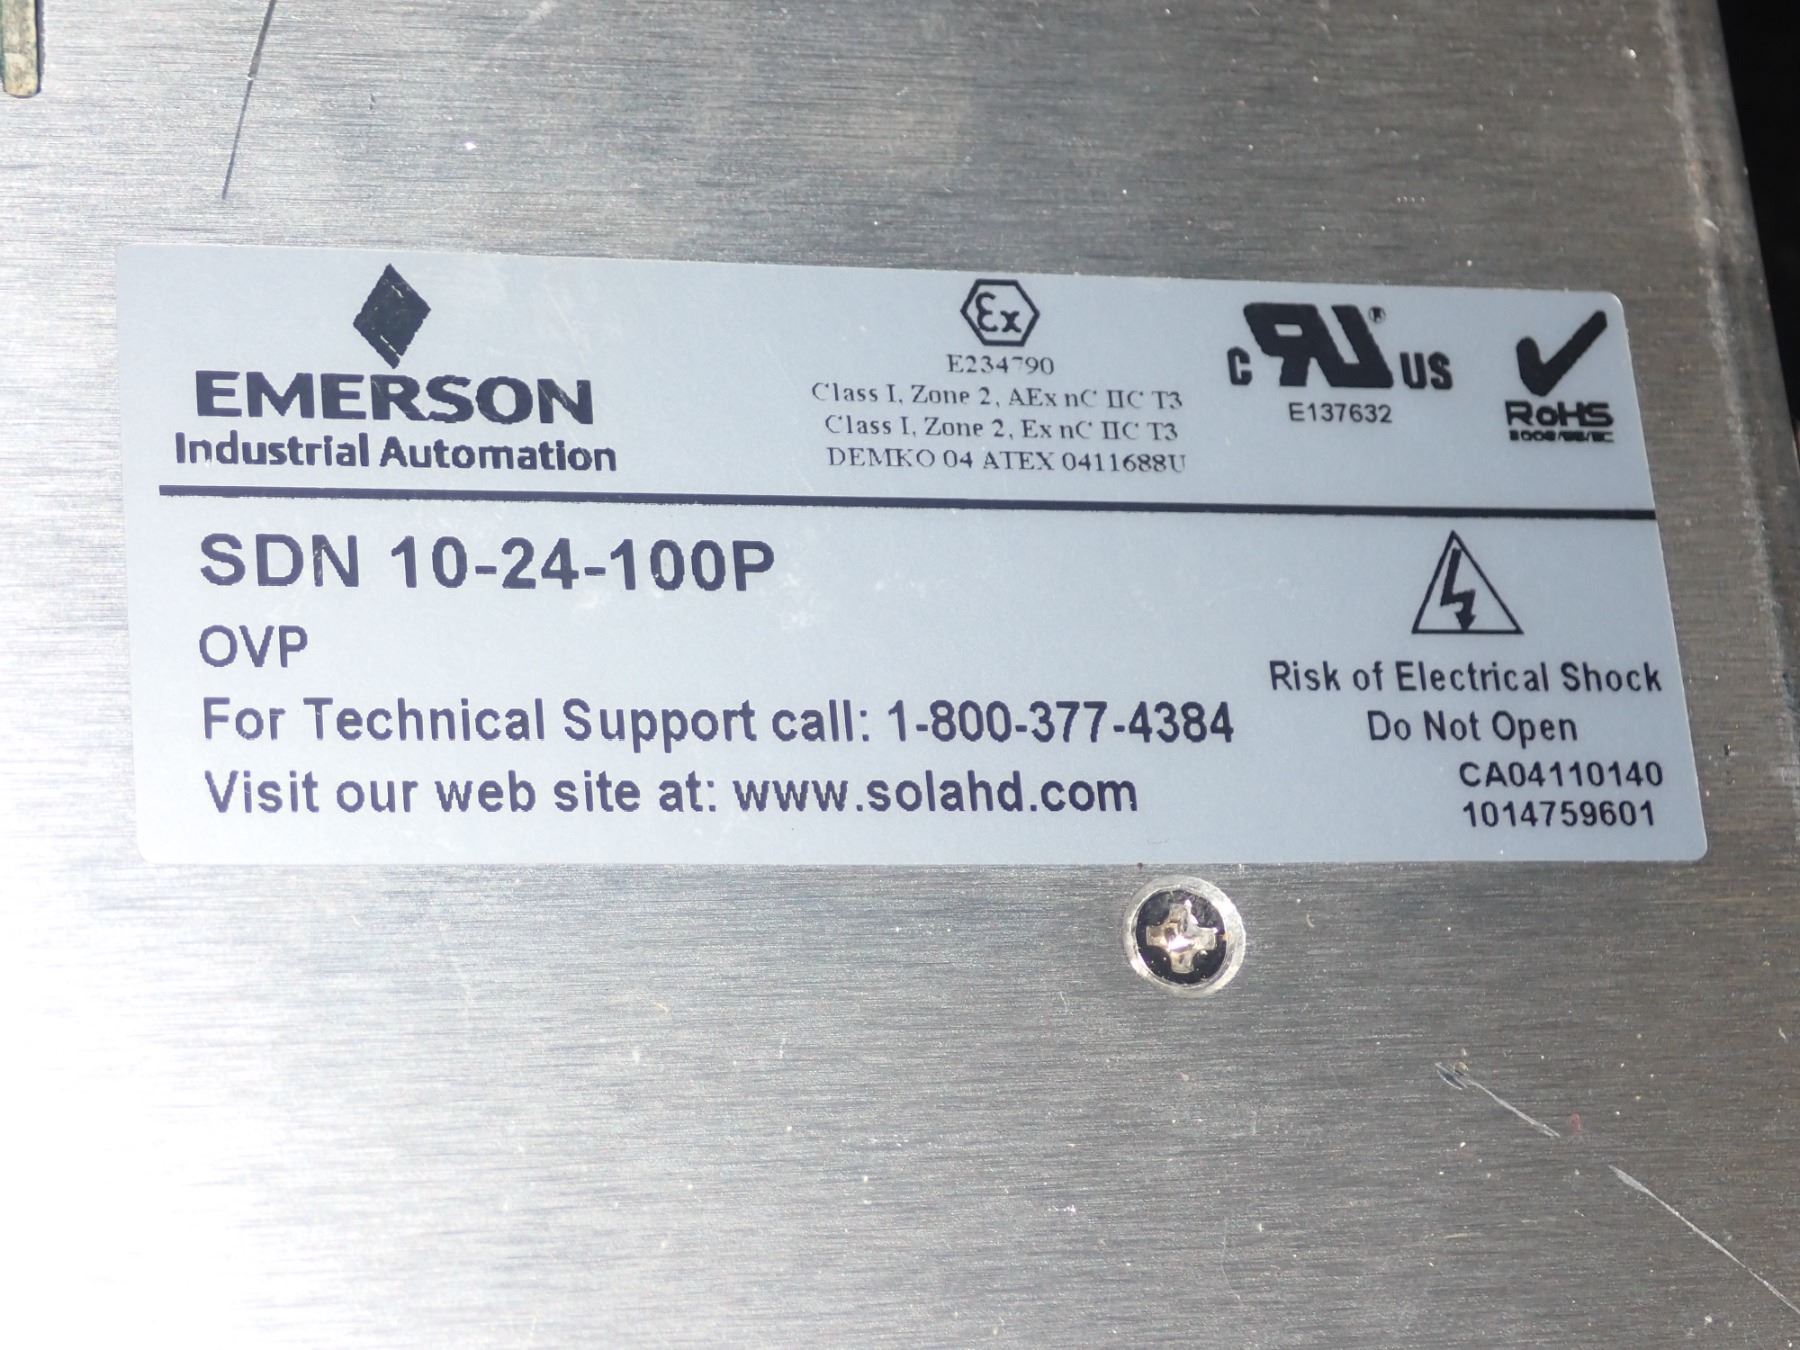 EMERSON
Industrial Automation
Ex
E234790
Class I, Zone 2, AEx nC IIC T3
Class I, Zone 2, Ex nC IIC T3
DEMKO 04 ATEX 0411688U
C RU® US
E137632
RoHS
SDN 10-24-100P
OVP
For Technical Support call: 1-800-377-4384
Visit our web site at: www.solahd.com
Risk of Electrical Shock
Do Not Open
CA04110140
1014759601